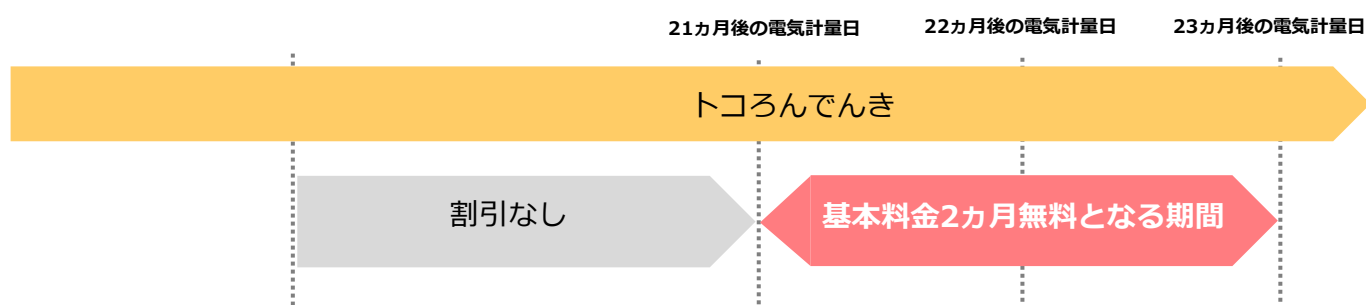 21ヵ月後の電気計量日
22ヵ月後の電気計量日
23ヵ月後の電気計量日
トコろんでんき
割引なし
基本料金2ヵ月無料となる期間